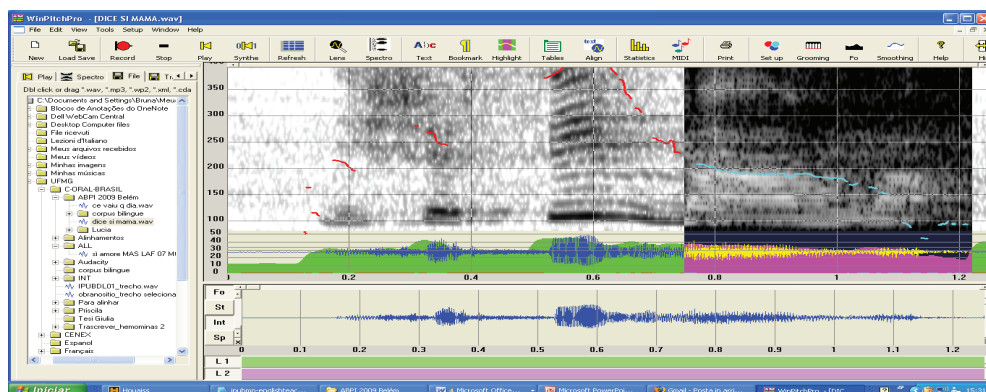 WinPitchPro - [DICE SI MAMA.wav]
File Edit View Tools Setup Window Help
New Load Save Record Stop Play Synthe Refresh Lens Spectro Text Bookmark Highlight Tables Align Statistics MIDI Print Set up Grooming Fo Smoothing Help
Play Spectro File
Dbl click or drag *.wav, *.mp3, *.wp2, *.xml, *.cda
C:\Documents and Settings\Bruna\Meu
Blocos de Anotações do OneNote
Dell WebCam Central
Desktop Computer files
File ricevuti
Lezioni d'Italiano
Meus arquivos recebidos
Meus vídeos
Minhas imagens
Minhas músicas
UFMG
C-ORAL-BRASIL
ABPI 2009 Belém
ce vaiu q dia.wav
corpus bilingue
dice si mama.wav
Lucia
Alinhamentos
ALL
si amore MAS LAF 07 M
Audacity
corpus bilingue
INT
IPUBDL01_trecho.wav
obranositio_trecho seleciona
Para alinhar
Priscila
Tesi Giulia
Trascrever_hemominas 2
CENEX
Espanol
Français
350
300
250
200
150
100
50
40
30
20
10
0
0.2 0.4 0.6 0.8 1.0 1.2
Fo
St
Int
Sp
0.1 0.2 0.3 0.4 0.5 0.6 0.7 0.8 0.9 1.0 1.1 1.2
L 1
L 2
Iniciar Houaiss ABPI 2009 Belém Microsoft Office... Microsoft PowerPoi... Gmail - Posta in arri... WinPitchPro - [DIC